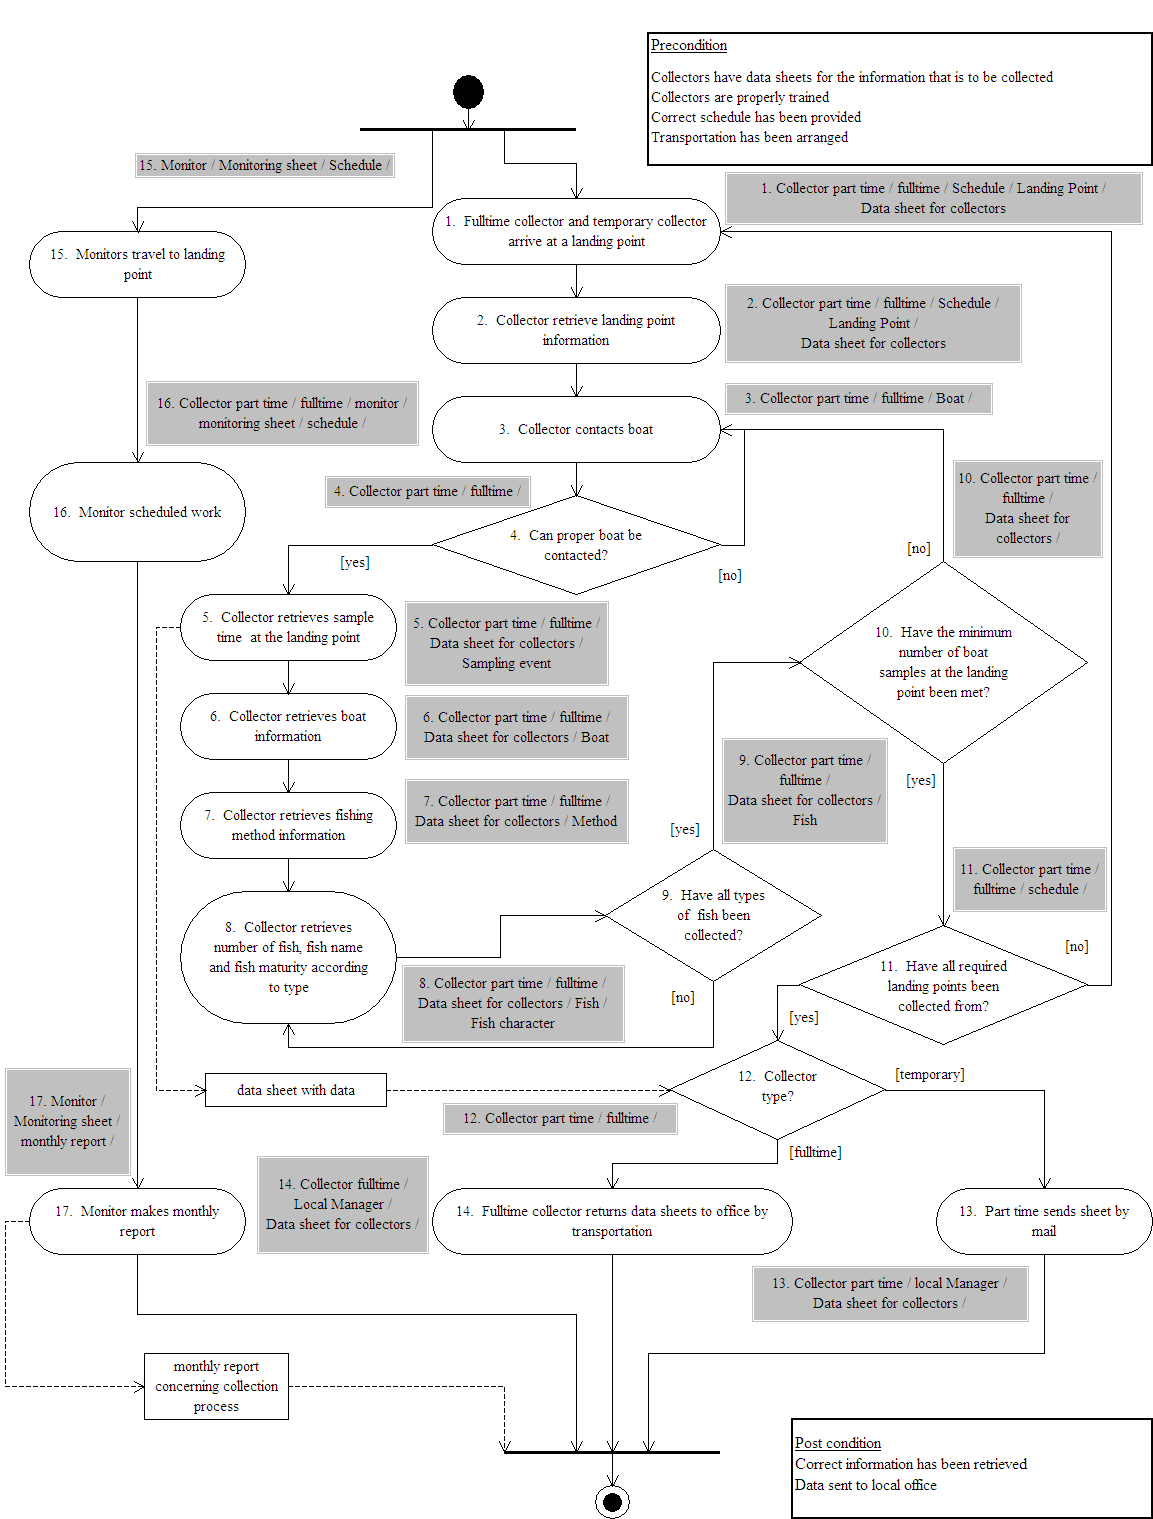 Precondition
Collectors have data sheets for the information that is to be collected
Collectors are properly trained
Correct schedule has been provided
Transportation has been arranged
15. Monitor / Monitoring sheet / Schedule /
1. Collector part time / fulltime / Schedule / Landing Point /
Data sheet for collectors
1. Fulltime collector and temporary collector
arrive at a landing point
15. Monitors travel to landing
point
2. Collector retrieve landing point
information
2. Collector part time / fulltime / Schedule /
Landing Point /
Data sheet for collectors
16. Collector part time / fulltime / monitor /
monitoring sheet / schedule /
3. Collector part time / fulltime / Boat /
3. Collector contacts boat
4. Collector part time / fulltime /
10. Collector part time /
fulltime /
Data sheet for
collectors /
16. Monitor scheduled work
4. Can proper boat be
contacted?
[yes]
[no]
[no]
5. Collector retrieves sample
time at the landing point
5. Collector part time / fulltime /
Data sheet for collectors /
Sampling event
10. Have the minimum
number of boat
samples at the landing
point been met?
6. Collector retrieves boat
information
6. Collector part time / fulltime /
Data sheet for collectors / Boat
9. Collector part time /
fulltime /
Data sheet for collectors /
Fish
[yes]
7. Collector retrieves fishing
method information
7. Collector part time / fulltime /
Data sheet for collectors / Method
[yes]
11. Collector part time /
fulltime / schedule /
9. Have all types
of fish been
collected?
8. Collector retrieves
number of fish, fish name
and fish maturity according
to type
[no]
8. Collector part time / fulltime /
Data sheet for collectors / Fish /
Fish character
[no]
11. Have all required
landing points been
collected from?
[yes]
data sheet with data
12. Collector
type?
[temporary]
12. Collector part time / fulltime /
17. Monitor /
Monitoring sheet /
monthly report /
[fulltime]
14. Collector fulltime /
Local Manager /
Data sheet for collectors /
17. Monitor makes monthly
report
14. Fulltime collector returns data sheets to office by
transportation
13. Part time sends sheet by
mail
13. Collector part time / local Manager /
Data sheet for collectors /
monthly report
concerning collection
process
Post condition
Correct information has been retrieved
Data sent to local office